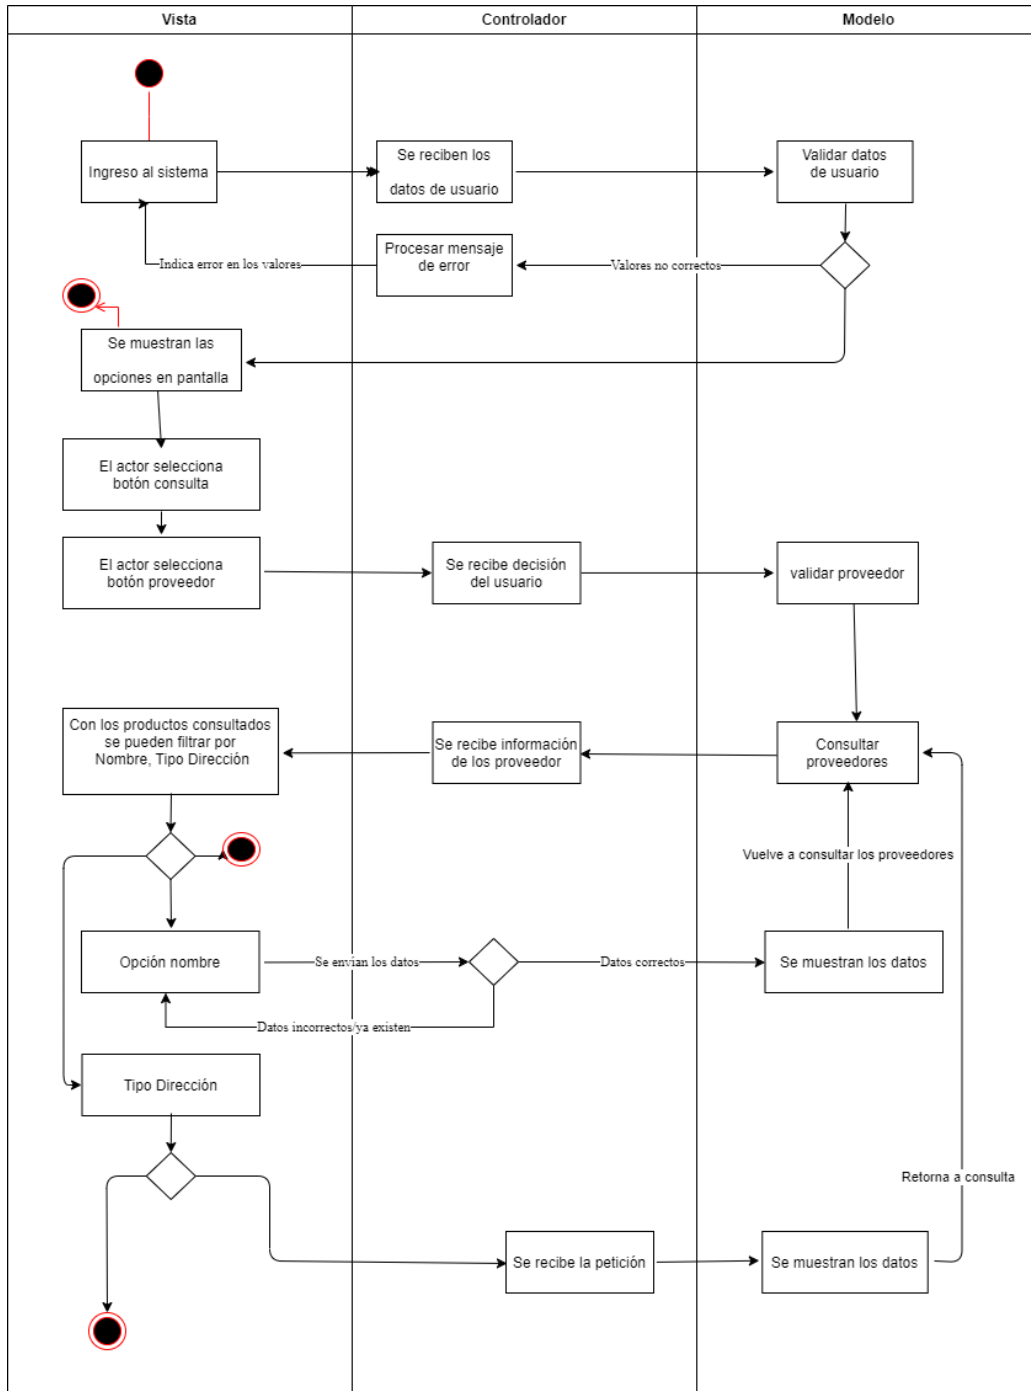 Vista
Controlador
Modelo
Ingreso al sistema
Se reciben los
datos de usuario
Validar datos
de usuario
Procesar mensaje
de error
Indica error en los valores
Valores no correctos
Se muestran las
opciones en pantalla
El actor selecciona
botón consulta
El actor selecciona
botón proveedor
Se recibe decisión
del usuario
validar proveedor
Con los productos consultados
se pueden filtrar por
Nombre, Tipo Dirección
Se recibe información
de los proveedor
Consultar
proveedores
Vuelve a consultar los proveedores
Opción nombre
Se envian los datos
Datos correctos
Se muestran los datos
Datos incorrectos/ya existen
Tipo Dirección
Retorna a consulta
Se recibe la petición
Se muestran los datos